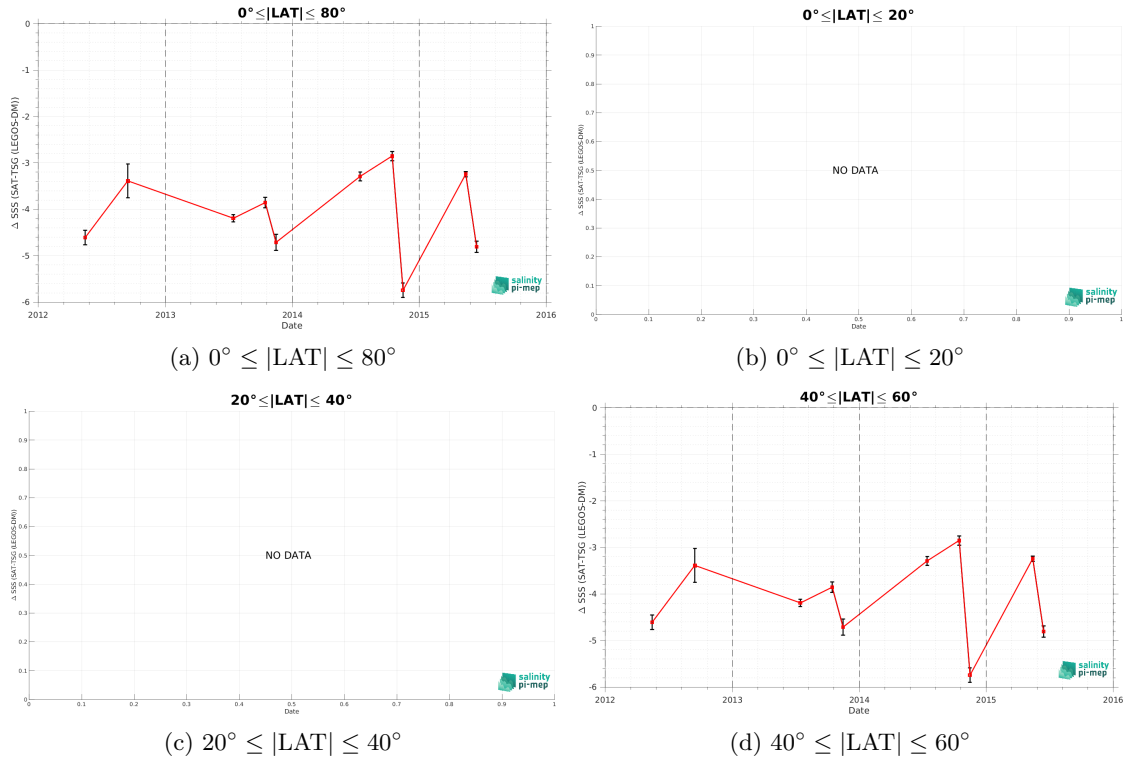 0°≤|LAT|≤ 80°
0
-1
-2
-3
-4
-5
-6
Δ SSS (SAT-TSG (LEGOS-DM))
2012 2013 2014 2015 2016
Date
salinity
pi-mep
(a) 0° ≤ |LAT| ≤ 80°
0°≤|LAT|≤ 20°
1
0.9
0.8
0.7
0.6
0.5
0.4
0.3
0.2
0.1
0
Δ SSS (SAT-TSG (LEGOS-DM))
NO DATA
0 0.1 0.2 0.3 0.4 0.5 0.6 0.7 0.8 0.9 1
Date
salinity
pi-mep
(b) 0° ≤ |LAT| ≤ 20°
20°≤|LAT|≤ 40°
1
0.9
0.8
0.7
0.6
0.5
0.4
0.3
0.2
0.1
0
Δ SSS (SAT-TSG (LEGOS-DM))
NO DATA
0 0.1 0.2 0.3 0.4 0.5 0.6 0.7 0.8 0.9 1
Date
salinity
pi-mep
(c) 20° ≤ |LAT| ≤ 40°
40°≤|LAT|≤ 60°
0
-1
-2
-3
-4
-5
-6
Δ SSS (SAT-TSG (LEGOS-DM))
2012 2013 2014 2015 2016
Date
salinity
pi-mep
(d) 40° ≤ |LAT| ≤ 60°